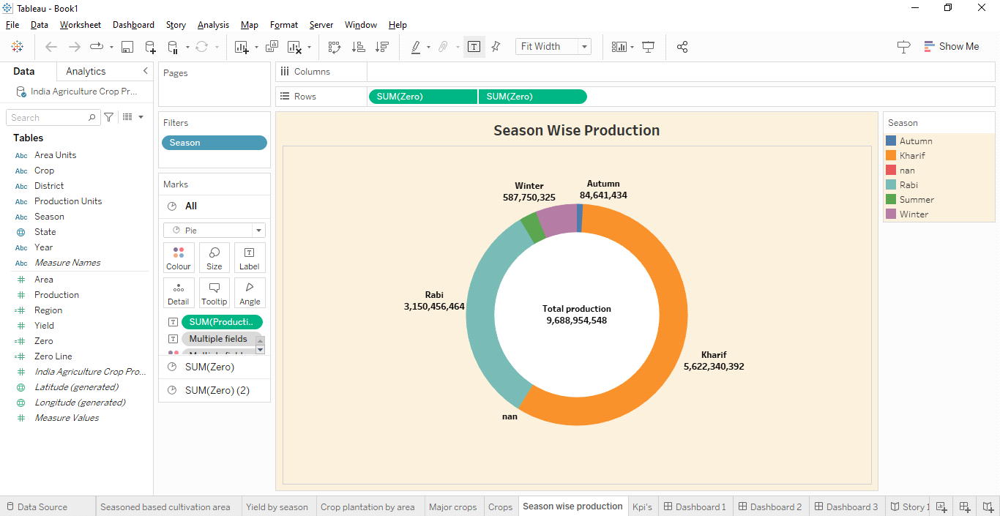 Tableau - Book1
File Data Worksheet Dashboard Story Analysis Map Format Server Window Help
Fit Width
Show Me
Data Analytics
India Agriculture Crop Pr...
Search
Tables
Abc Area Units
Abc Crop
Abc District
Abc Production Units
Abc Season
State
Abc Year
Abc Measure Names
Area
Production
Region
Yield
Zero
Zero Line
India Agriculture Crop Pro...
Latitude (generated)
Longitude (generated)
Measure Values
Pages
Filters
Season
Marks
All
Pie
Colour Size Label
Detail Tooltip Angle
SUM(Producti..
Multiple fields
Multiple fields
SUM(Zero)
SUM(Zero) (2)
Columns
Rows SUM(Zero) SUM(Zero)
Season Wise Production
Winter
587,750,325
Autumn
84,641,434
Rabi
3,150,456,464
Total production
9,688,954,548
Kharif
5,622,340,392
nan
Season
Autumn
Kharif
nan
Rabi
Summer
Winter
Data Source Seasoned based cultivation area Yield by season Crop plantation by area Major crops Crops Season wise production Kpi's Dashboard 1 Dashboard 2 Dashboard 3 Story 1